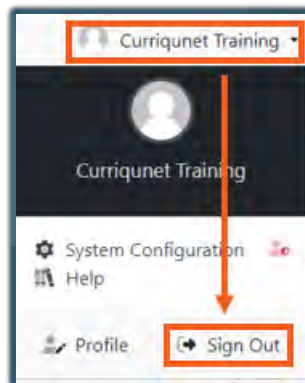 Curriqunet Training
Curriqunet Training
System Configuration
Help
Profile
Sign Out